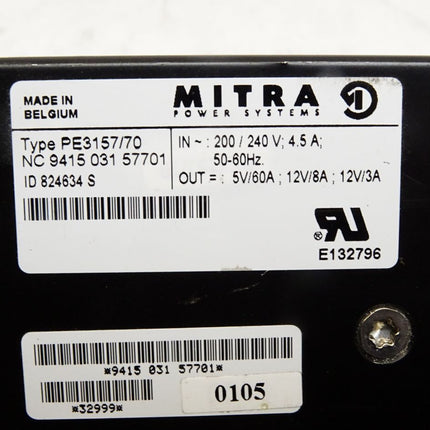 MADE IN
BELGIUM
MITRA
POWER SYSTEMS
Type PE3157/70
NC 9415 031 57701
ID 824634 S
IN ~ : 200 / 240 V; 4.5 A;
50-60Hz.
OUT = : 5V/60A ; 12V/8A ; 12V/3A
RU
®
E132796
*9415 031 57701*
*32999*
0105